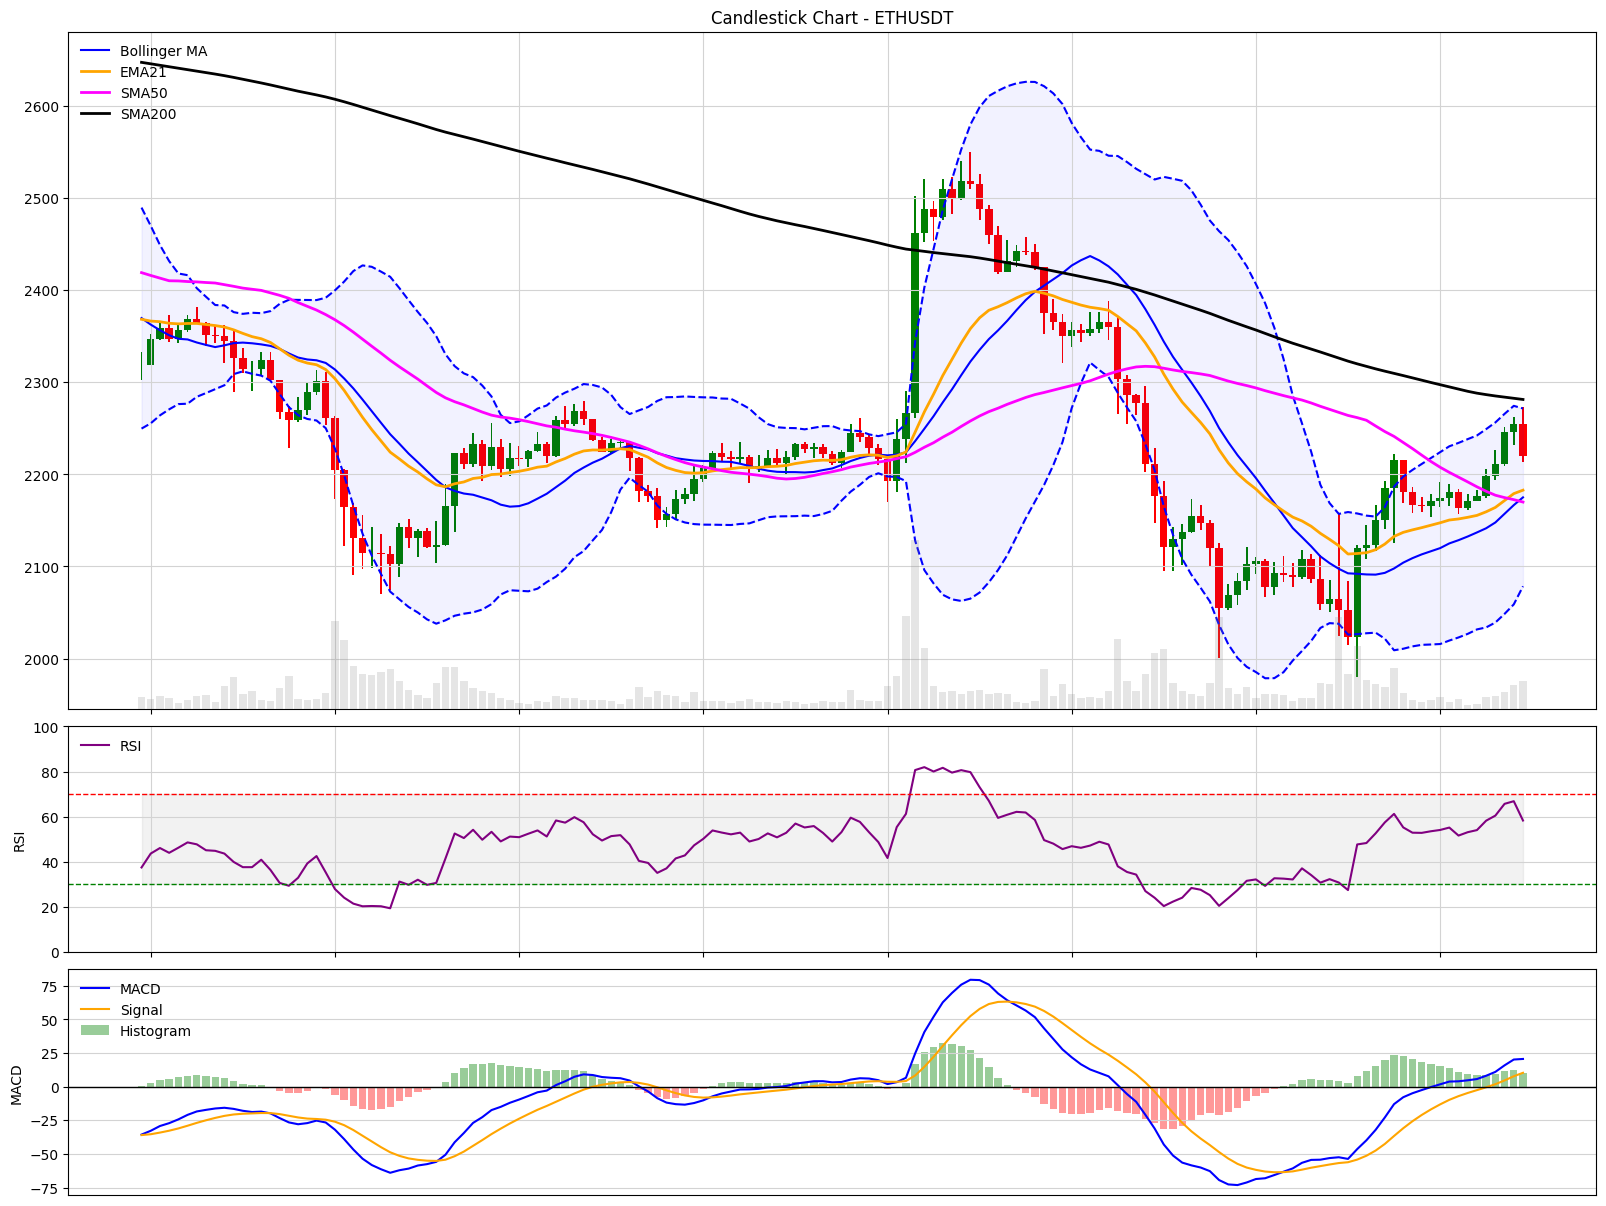 Candlestick Chart - ETHUSDT
Bollinger MA
EMA21
SMA50
SMA200
2600
2500
2400
2300
2200
2100
2000
RSI
100
80
60
40
20
0
RSI
MACD
Signal
Histogram
75
50
25
0
−25
−50
−75
MACD